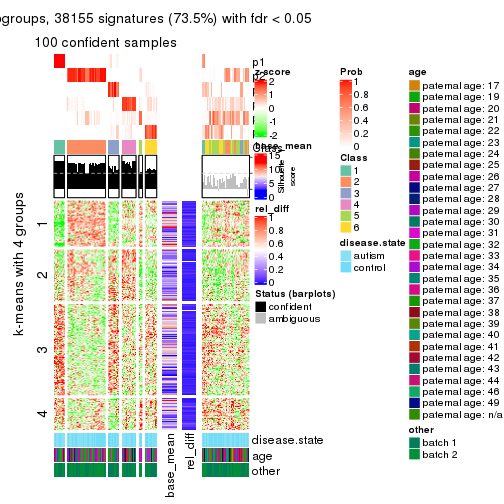 ogroups, 38155 signatures (73.5%) with fdr < 0.05
100 confident samples
p1
p2
z-score
2
1
0
-1
-2
Class
base_mean
15
10
5
0
Silhouette
score
rel_diff
1
0.8
0.6
0.4
0.2
0
Status (barplots)
confident
ambiguous
k-means with 4 groups
1
2
3
4
base_mean
rel_diff
disease.state
age
other
Prob
1
0.8
0.6
0.4
0.2
0
Class
1
2
3
4
5
6
disease.state
autism
control
age
paternal age: 17
paternal age: 19
paternal age: 20
paternal age: 21
paternal age: 22
paternal age: 23
paternal age: 24
paternal age: 25
paternal age: 26
paternal age: 27
paternal age: 28
paternal age: 29
paternal age: 30
paternal age: 31
paternal age: 32
paternal age: 33
paternal age: 34
paternal age: 35
paternal age: 36
paternal age: 37
paternal age: 38
paternal age: 39
paternal age: 40
paternal age: 41
paternal age: 42
paternal age: 43
paternal age: 44
paternal age: 46
paternal age: 49
paternal age: n/a
other
batch 1
batch 2